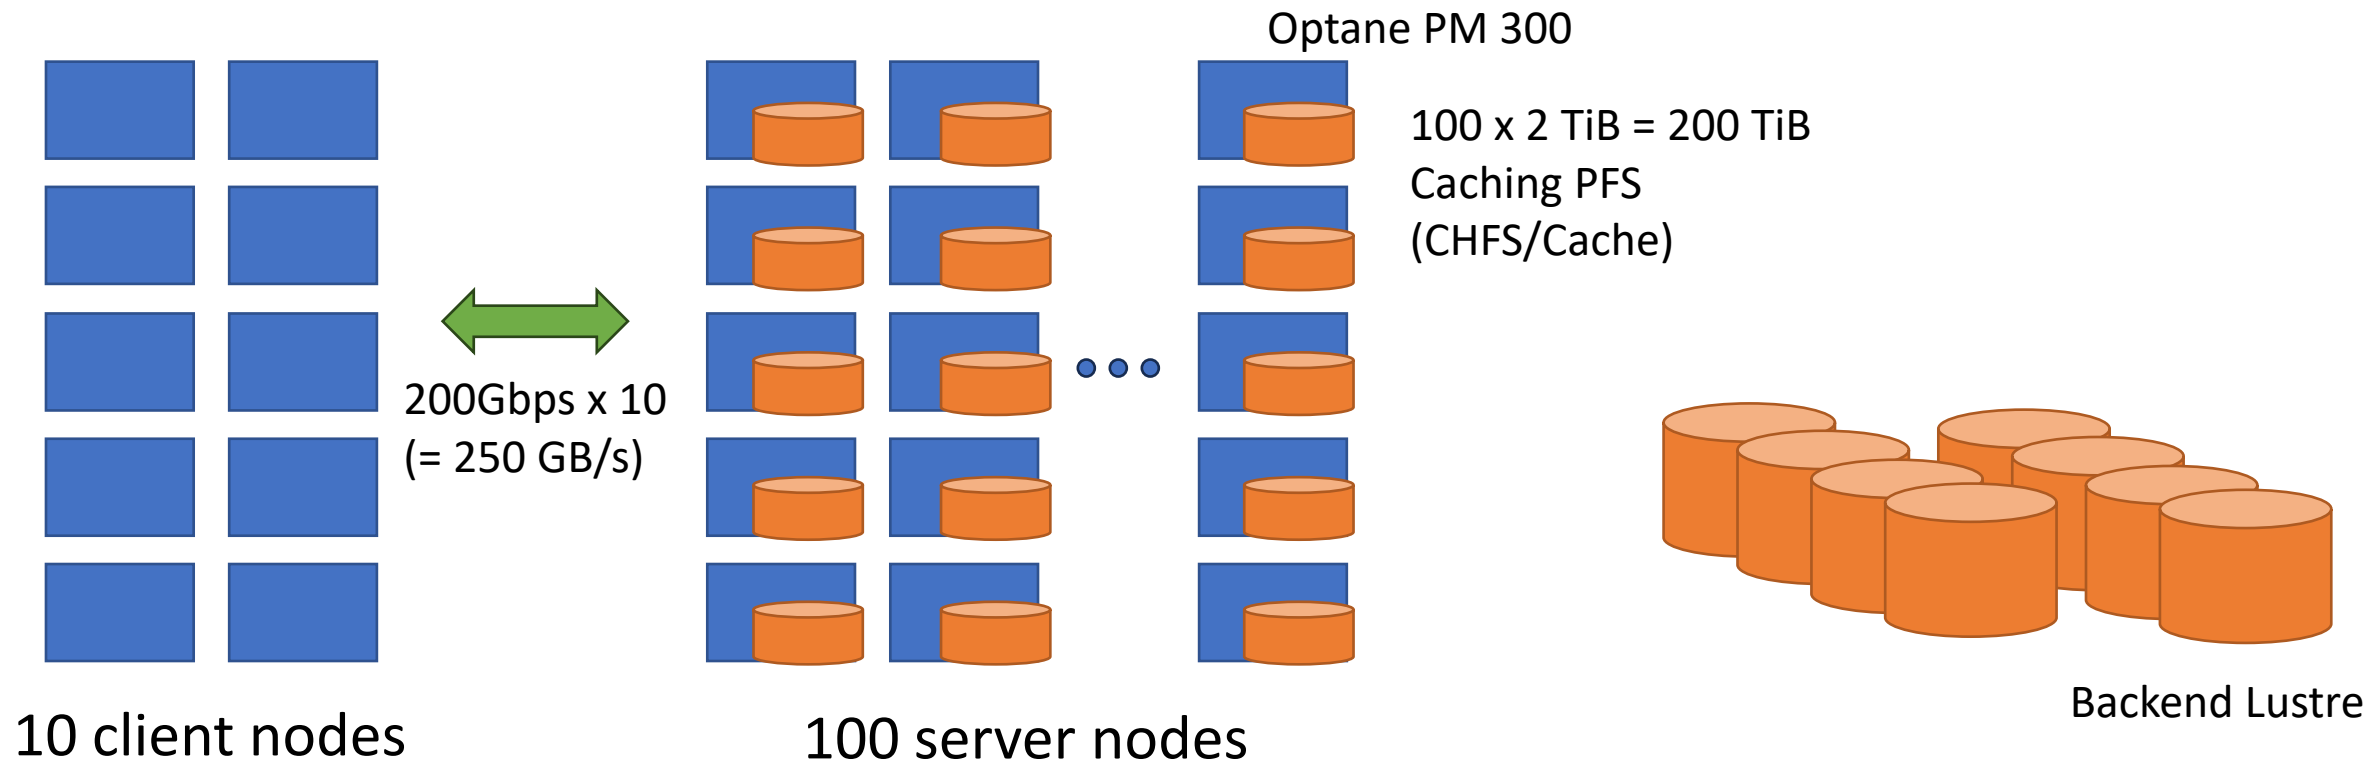 Optane PM 300
100 x 2 TiB = 200 TiB
Caching PFS
(CHFS/Cache)
200Gbps x 10
(= 250 GB/s)
Backend Lustre
10 client nodes
100 server nodes